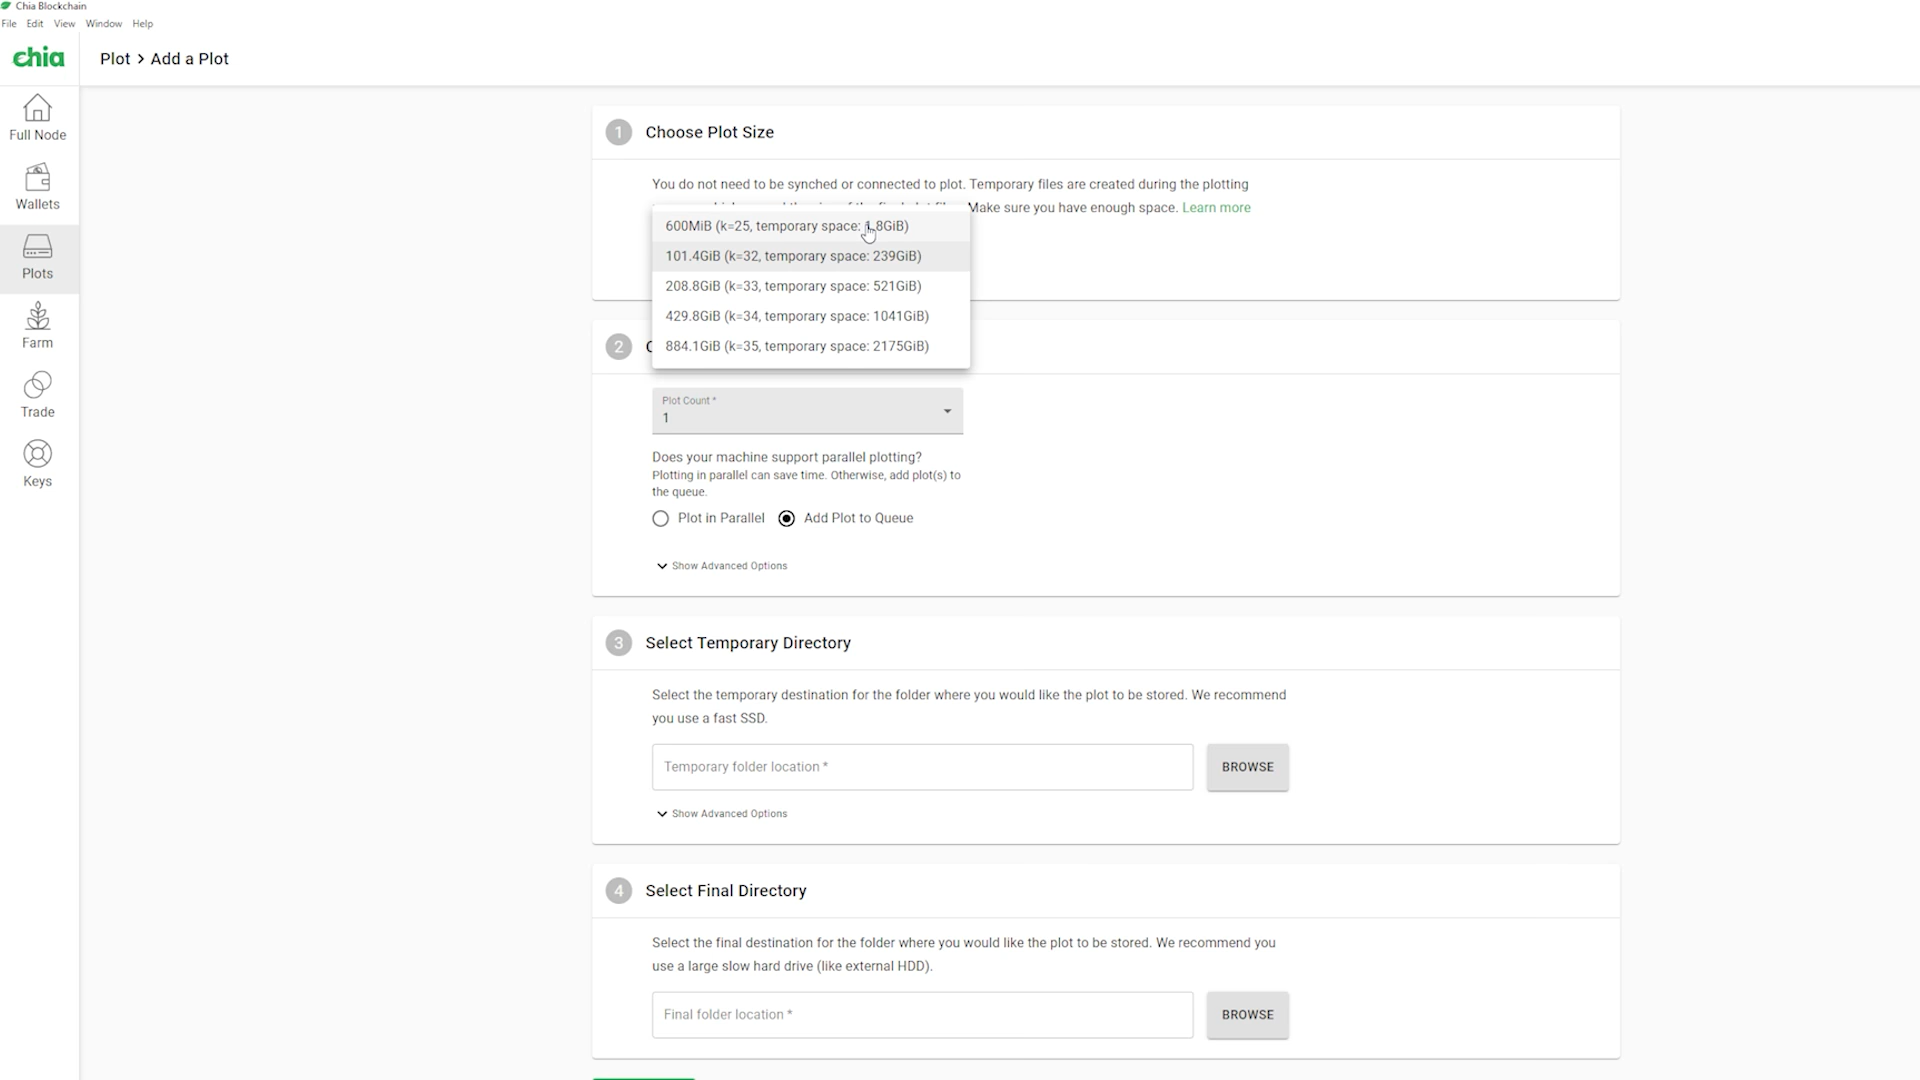 Chia Blockchain
File Edit View Window Help
chia
Plot > Add a Plot
Full Node
Wallets
Plots
Farm
Trade
Keys
1 Choose Plot Size
You do not need to be synched or connected to plot. Temporary files are created during the plotting
Make sure you have enough space. Learn more
600MiB (k=25, temporary space: 1.8GiB)
101.4GiB (k=32, temporary space: 239GiB)
208.8GiB (k=33, temporary space: 521GiB)
429.8GiB (k=34, temporary space: 1041GiB)
884.1GiB (k=35, temporary space: 2175GiB)
2
Plot Count *
1
Does your machine support parallel plotting?
Plotting in parallel can save time. Otherwise, add plot(s) to
the queue.
Plot in Parallel Add Plot to Queue
Show Advanced Options
3 Select Temporary Directory
Select the temporary destination for the folder where you would like the plot to be stored. We recommend
you use a fast SSD.
Temporary folder location * BROWSE
Show Advanced Options
4 Select Final Directory
Select the final destination for the folder where you would like the plot to be stored. We recommend you
use a large slow hard drive (like external HDD).
Final folder location * BROWSE